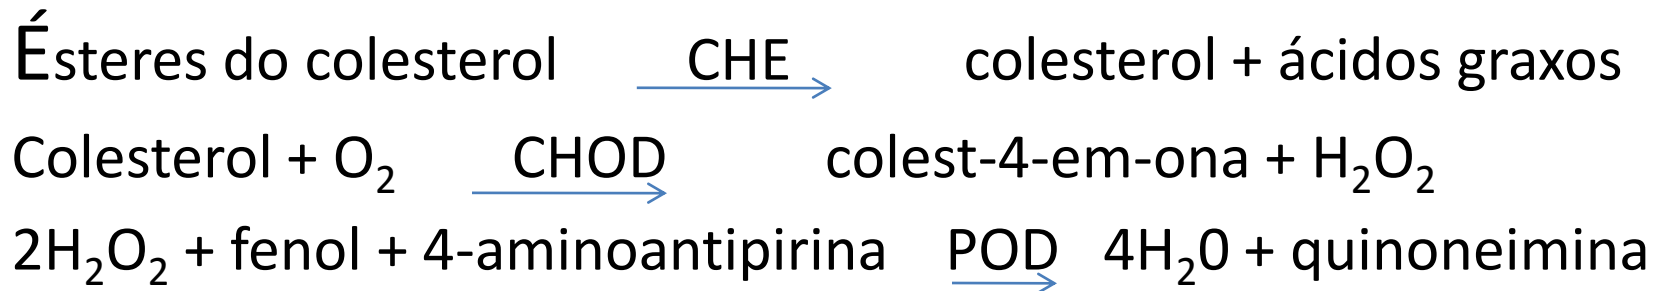 Ésteres do colesterol CHE colesterol + ácidos graxos
Colesterol + O₂ CHOD colest-4-em-ona + H₂O₂
2H₂O₂ + fenol + 4-aminoantipirina POD 4H₂0 + quinoneimina